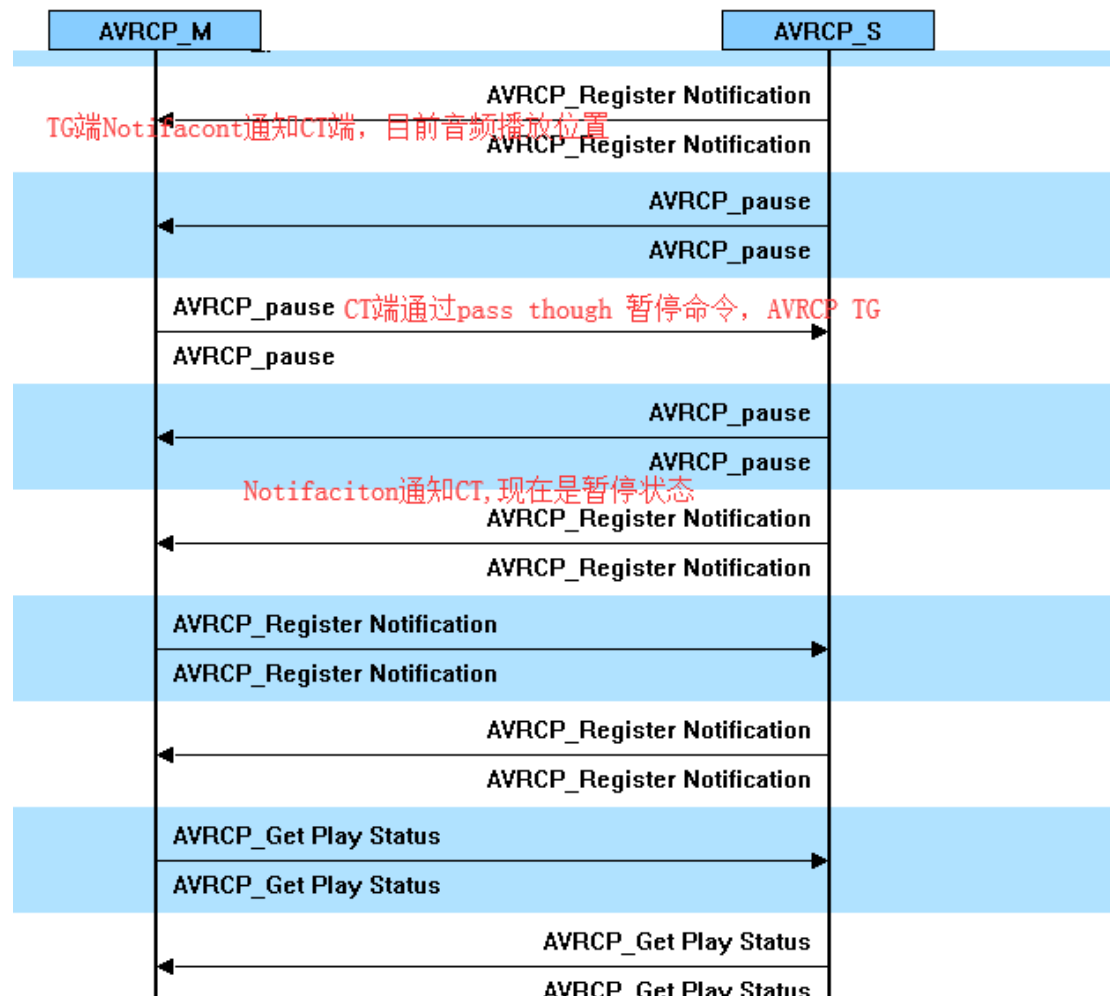 AVRCP_M
AVRCP_S
AVRCP_Register Notification
TG端Notifacont通知CT端，目前音频播放位置
AVRCP_Register Notification
AVRCP_pause
AVRCP_pause
AVRCP_pause
CT端通过pass though 暂停命令，AVRCP TG
AVRCP_pause
AVRCP_pause
AVRCP_pause
Notifaciton通知CT,现在是暂停状态
AVRCP_Register Notification
AVRCP_Register Notification
AVRCP_Register Notification
AVRCP_Register Notification
AVRCP_Register Notification
AVRCP_Register Notification
AVRCP_Get Play Status
AVRCP_Get Play Status
AVRCP_Get Play Status
AVRCP_Get Play Status